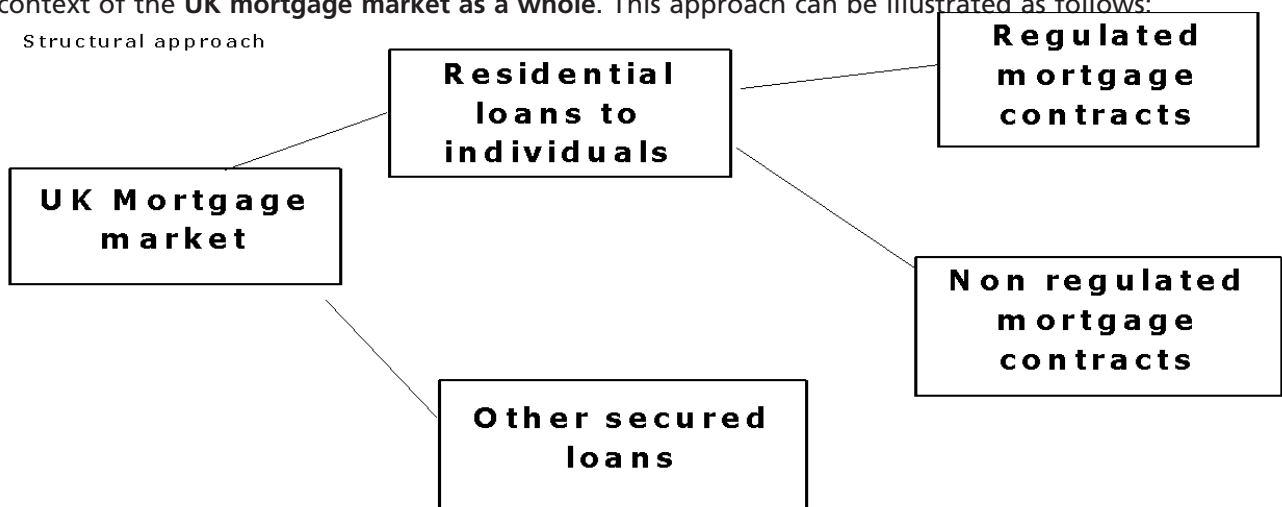 context of the UK mortgage market as a whole. This approach can be illustrated as follows:
Structural approach
Regulated
mortgage
contracts
Residential
loans to
individuals
UK Mortgage
market
Non regulated
mortgage
contracts
Other secured
loans